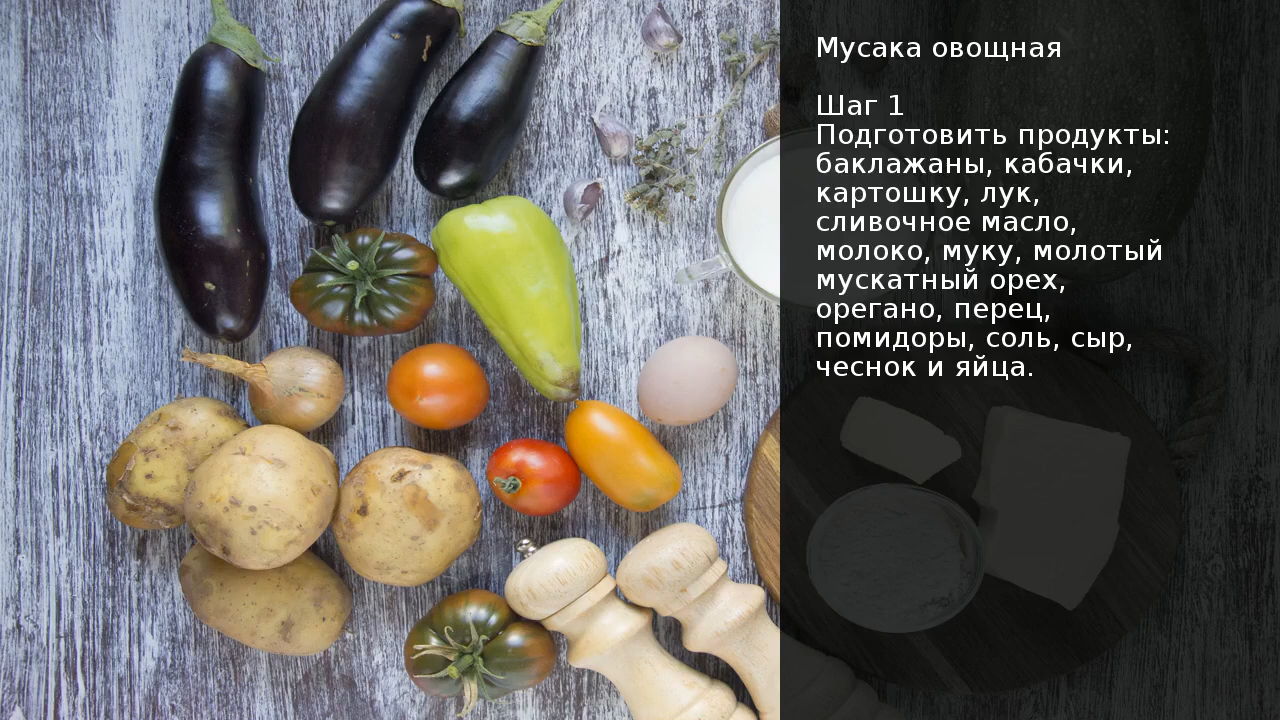 Мусака овощная
Шаг 1
Подготовить продукты:
баклажаны, кабачки,
картошку, лук,
сливочное масло,
молоко, муку, молотый
мускатный орех,
орегано, перец,
помидоры, соль, сыр,
чеснок и яйца.